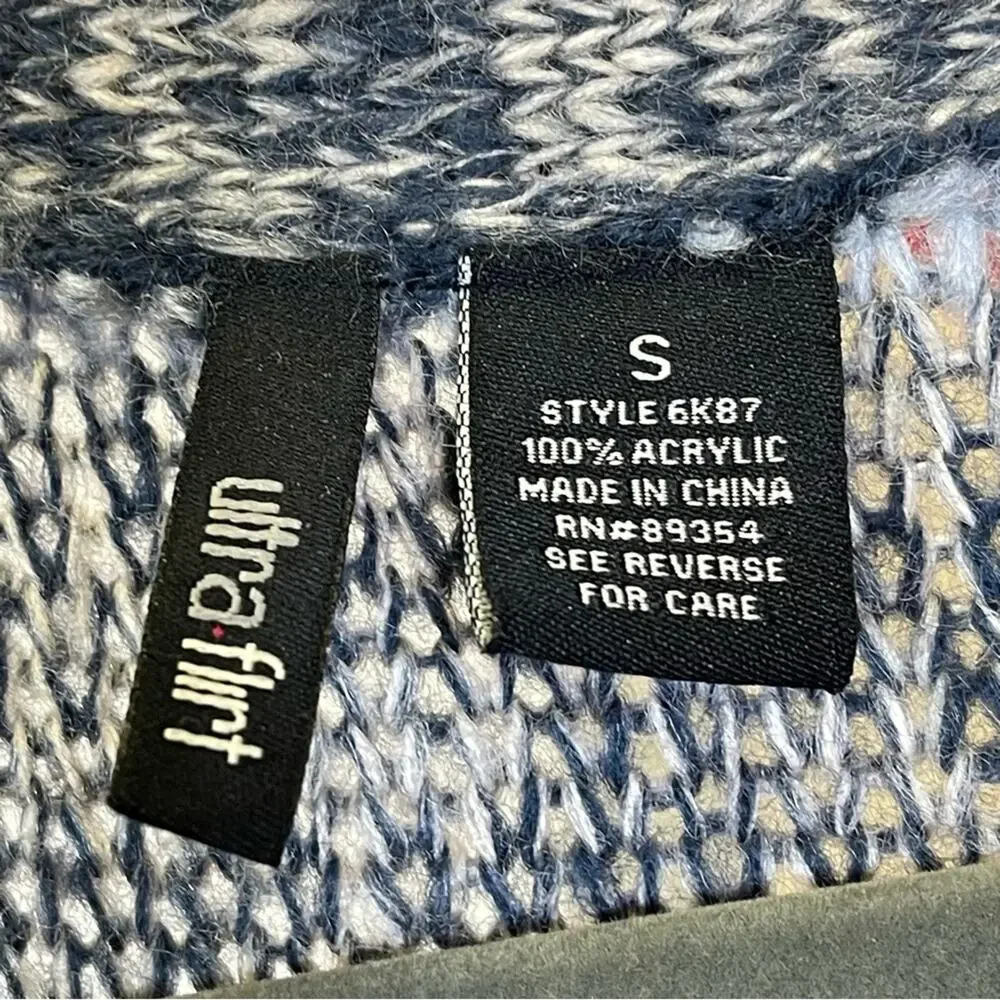 ultra·flirt
S
STYLE 6K87
100% ACRYLIC
MADE IN CHINA
RN#89354
SEE REVERSE
FOR CARE